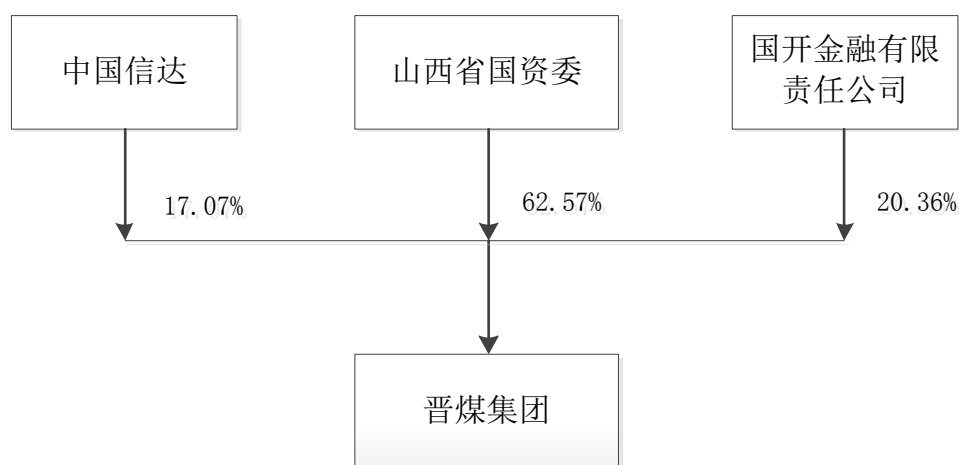 中国信达
山西省国资委
国开金融有限
责任公司
17.07%
62.57%
20.36%
晋煤集团